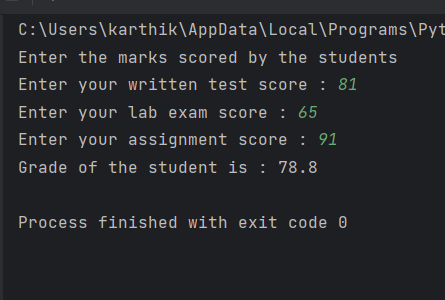 C:\Users\karthik\AppData\Local\Programs\Pyt
Enter the marks scored by the students
Enter your written test score : 81
Enter your lab exam score : 65
Enter your assignment score : 91
Grade of the student is : 78.8
Process finished with exit code 0